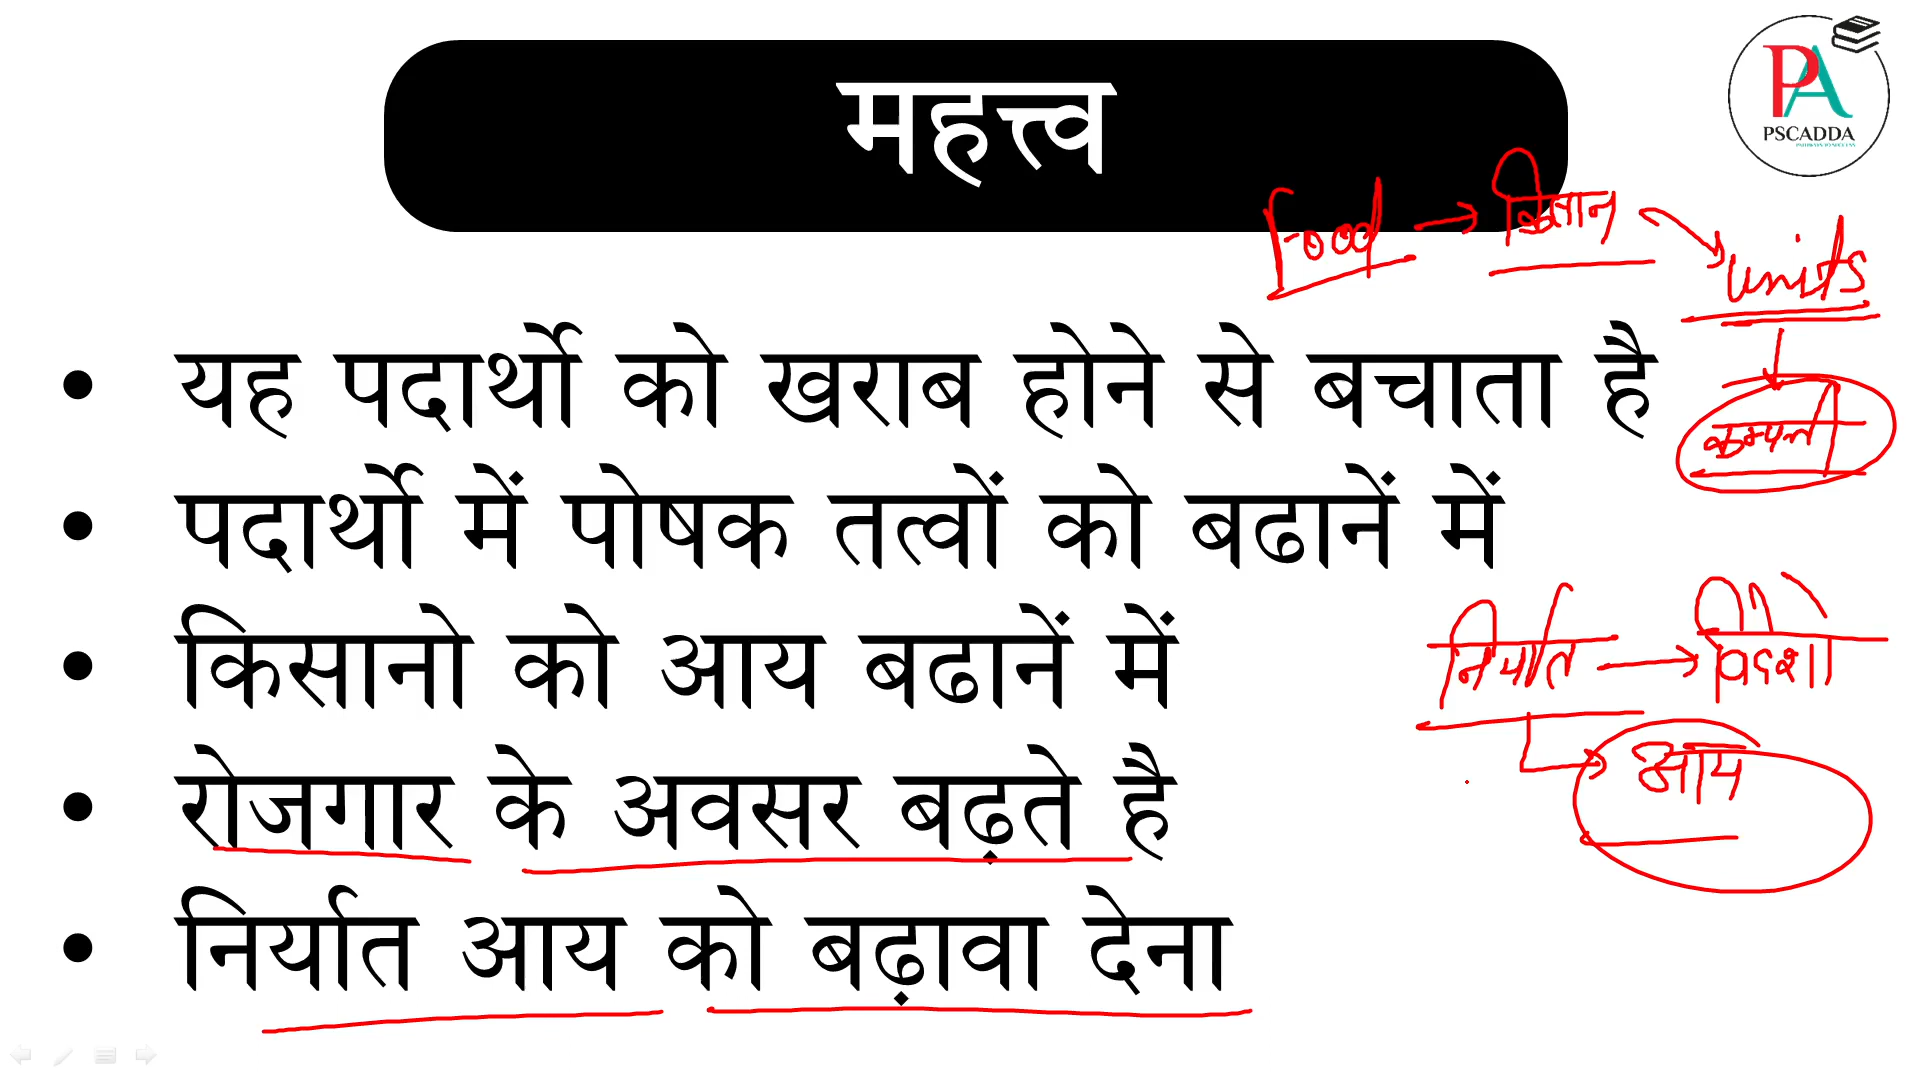 महत्त्व
PA
PSCADDA
Food → किसान → units
कम्पनी
• यह पदार्थो को खराब होने से बचाता है
• पदार्थो में पोषक तत्वों को बढानें में
• किसानो को आय बढानें में
निर्यात → विदेशो
आय
• रोजगार के अवसर बढ़ते है
• निर्यात आय को बढ़ावा देना